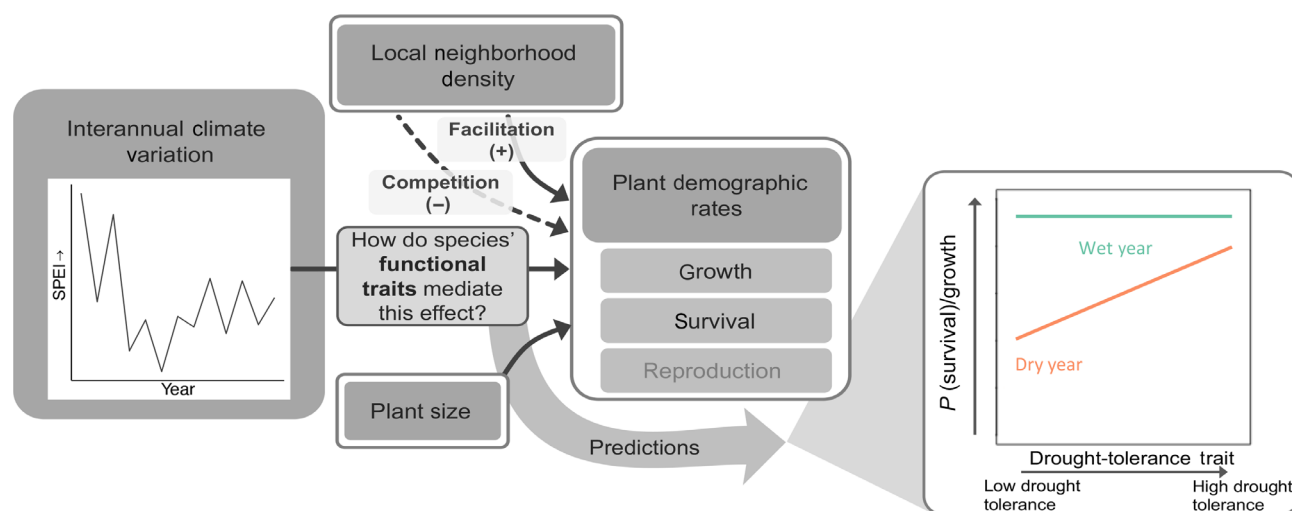 Local neighborhood
density
Interannual climate
variation
SPEI →
Year
Facilitation
(+)
Competition
(–)
How do species’
functional
traits mediate
this effect?
Plant size
Plant demographic
rates
Growth
Survival
Reproduction
Predictions
P (survival)/growth
Wet year
Dry year
Drought-tolerance trait
Low drought
tolerance
High drought
tolerance